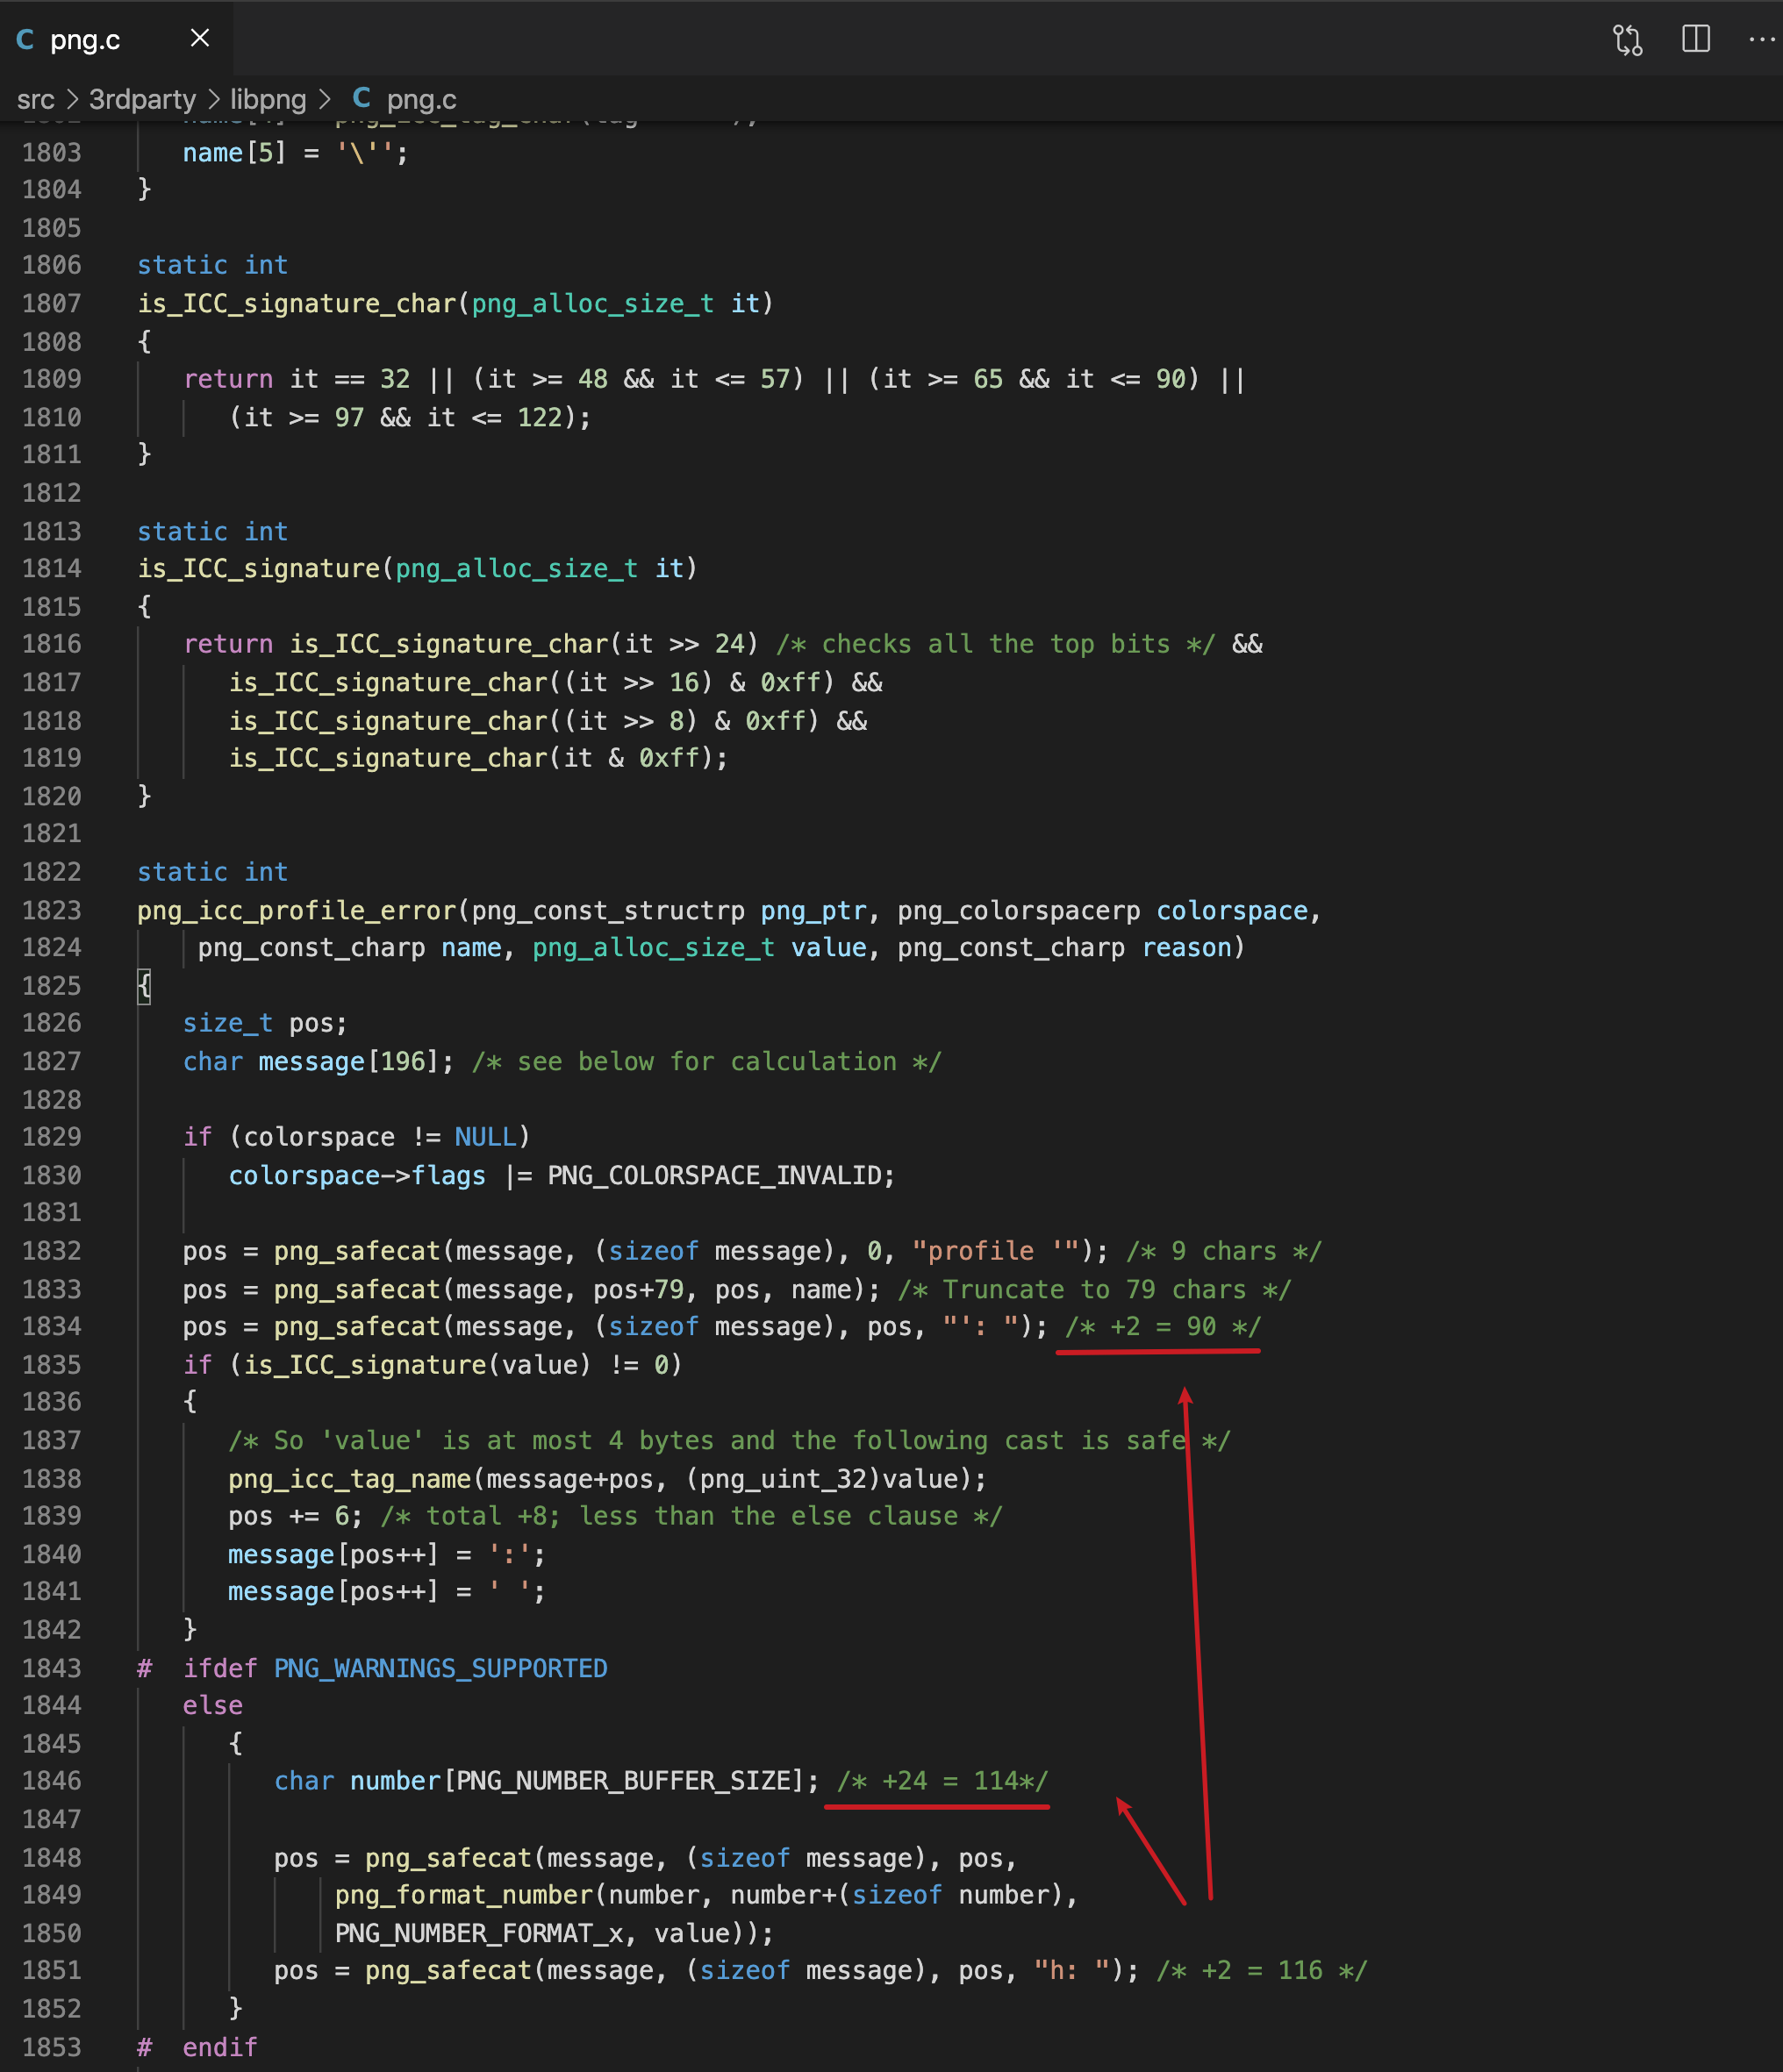 C png.c ×
src > 3rdparty > libpng > C png.c
1803 name[5] = '\'';
1804 }
1805
1806 static int
1807 is_ICC_signature_char(png_alloc_size_t it)
1808 {
1809 return it == 32 || (it >= 48 && it <= 57) || (it >= 65 && it <= 90) ||
1810 (it >= 97 && it <= 122);
1811 }
1812
1813 static int
1814 is_ICC_signature(png_alloc_size_t it)
1815 {
1816 return is_ICC_signature_char(it >> 24) /* checks all the top bits */ &&
1817 is_ICC_signature_char((it >> 16) & 0xff) &&
1818 is_ICC_signature_char((it >> 8) & 0xff) &&
1819 is_ICC_signature_char(it & 0xff);
1820 }
1821
1822 static int
1823 png_icc_profile_error(png_const_structrp png_ptr, png_colorspacerp colorspace,
1824 png_const_charp name, png_alloc_size_t value, png_const_charp reason)
1825 {
1826 size_t pos;
1827 char message[196]; /* see below for calculation */
1828
1829 if (colorspace != NULL)
1830 colorspace->flags |= PNG_COLORSPACE_INVALID;
1831
1832 pos = png_safecat(message, (sizeof message), 0, "profile '"); /* 9 chars */
1833 pos = png_safecat(message, pos+79, pos, name); /* Truncate to 79 chars */
1834 pos = png_safecat(message, (sizeof message), pos, "': "); /* +2 = 90 */
1835 if (is_ICC_signature(value) != 0)
1836 {
1837 /* So 'value' is at most 4 bytes and the following cast is safe */
1838 png_icc_tag_name(message+pos, (png_uint_32)value);
1839 pos += 6; /* total +8; less than the else clause */
1840 message[pos++] = ':';
1841 message[pos++] = ' ';
1842 }
1843 # ifdef PNG_WARNINGS_SUPPORTED
1844 else
1845 {
1846 char number[PNG_NUMBER_BUFFER_SIZE]; /* +24 = 114*/
1847
1848 pos = png_safecat(message, (sizeof message), pos,
1849 png_format_number(number, number+(sizeof number),
1850 PNG_NUMBER_FORMAT_x, value));
1851 pos = png_safecat(message, (sizeof message), pos, "h: "); /* +2 = 116 */
1852 }
1853 # endif